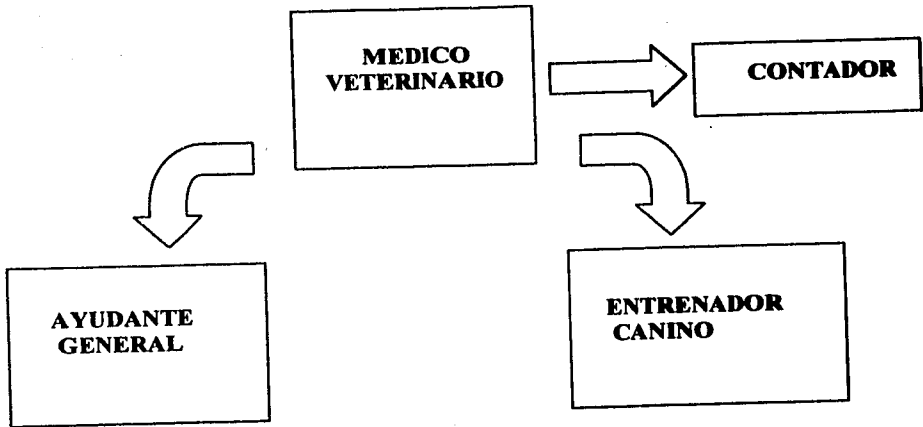 MEDICO
VETERINARIO
CONTADOR
AYUDANTE
GENERAL
ENTRENADOR
CANINO